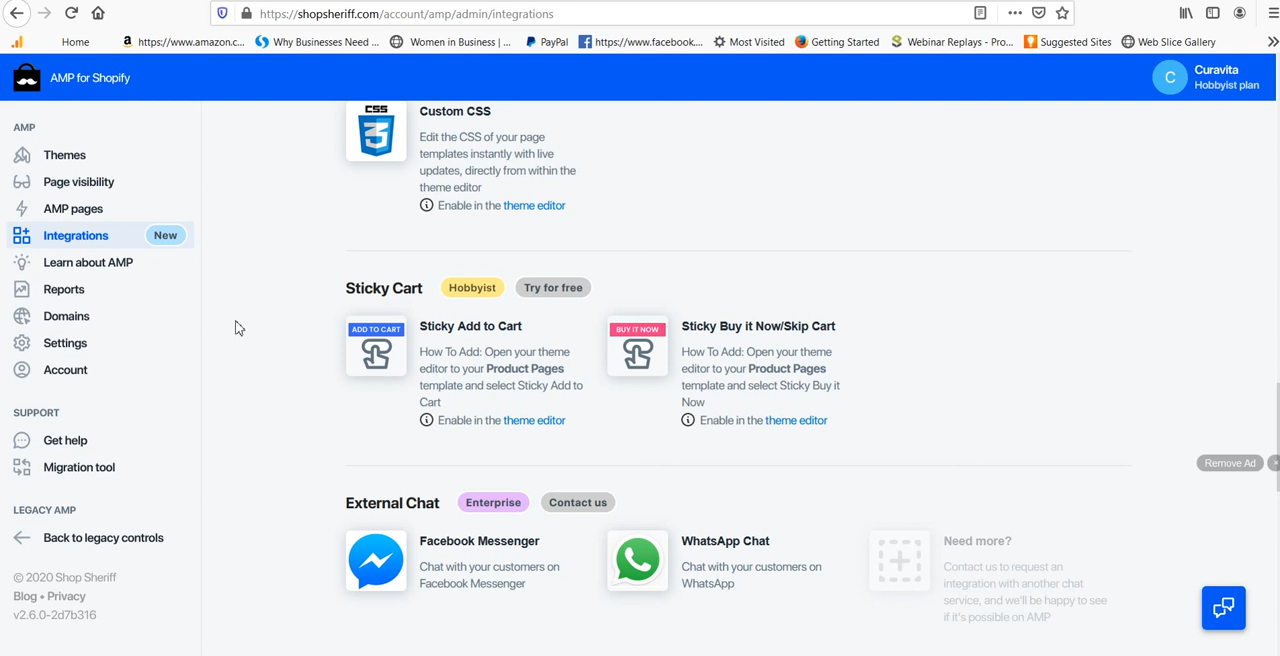 https://shopsheriff.com/account/amp/admin/integrations
Home
https://www.amazon.c...
Why Businesses Need ...
Women in Business | ...
PayPal
https://www.facebook....
Most Visited
Getting Started
Webinar Replays - Pro...
Suggested Sites
Web Slice Gallery
AMP for Shopify
C
Curavita
Hobbyist plan
AMP
Themes
Page visibility
AMP pages
Integrations New
Learn about AMP
Reports
Domains
Settings
Account
SUPPORT
Get help
Migration tool
LEGACY AMP
Back to legacy controls
© 2020 Shop Sheriff
Blog • Privacy
v2.6.0-2d7b316
CSS
Custom CSS
Edit the CSS of your page
templates instantly with live
updates, directly from within the
theme editor
Enable in the theme editor
Sticky Cart Hobbyist Try for free
ADD TO CART
Sticky Add to Cart
How To Add: Open your theme
editor to your Product Pages
template and select Sticky Add to
Cart
Enable in the theme editor
BUY IT NOW
Sticky Buy it Now/Skip Cart
How To Add: Open your theme
editor to your Product Pages
template and select Sticky Buy it
Now
Enable in the theme editor
Remove Ad
External Chat Enterprise Contact us
Facebook Messenger
Chat with your customers on
Facebook Messenger
WhatsApp Chat
Chat with your customers on
WhatsApp
Need more?
Contact us to request an
integration with another chat
service, and we'll be happy to see
if it's possible on AMP